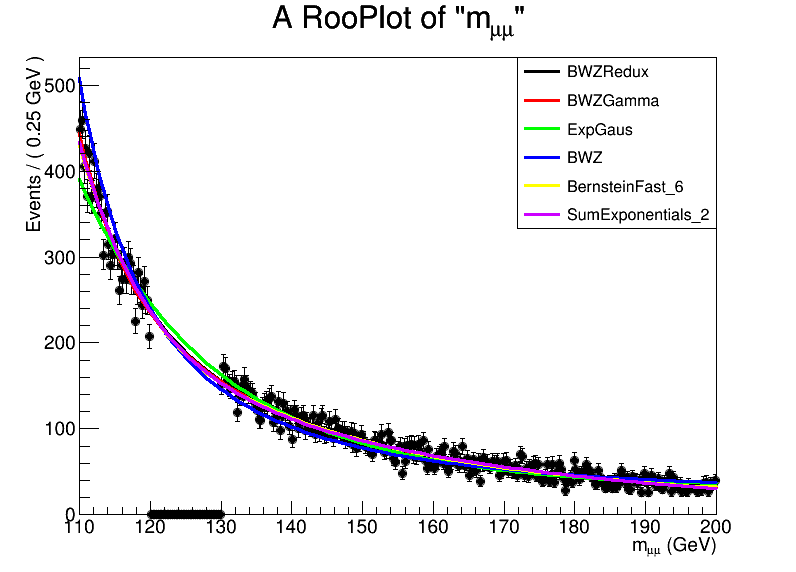 A RooPlot of "mμμ"
Events / ( 0.25 GeV )
500
400
300
200
100
0
BWZRedux
BWZGamma
ExpGaus
BWZ
BernsteinFast_6
SumExponentials_2
110 120 130 140 150 160 170 180 190 200
mμμ (GeV)